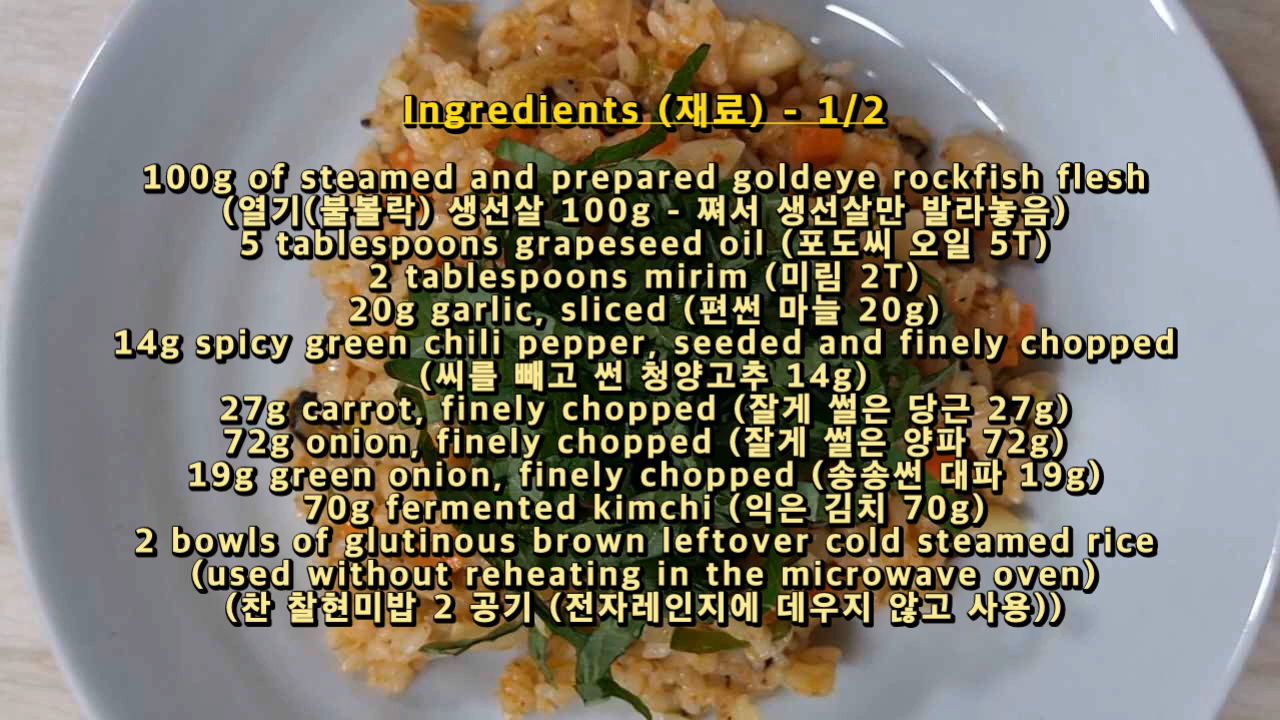 Ingredients (재료) - 1/2
100g of steamed and prepared goldeye rockfish flesh
(열기(불볼락) 생선살 100g - 쪄서 생선살만 발라놓음)
5 tablespoons grapeseed oil (포도씨 오일 5T)
2 tablespoons mirim (미림 2T)
20g garlic, sliced (편썬 마늘 20g)
14g spicy green chili pepper, seeded and finely chopped
(씨를 빼고 썬 청양고추 14g)
27g carrot, finely chopped (잘게 썰은 당근 27g)
72g onion, finely chopped (잘게 썰은 양파 72g)
19g green onion, finely chopped (송송썬 대파 19g)
70g fermented kimchi (익은 김치 70g)
2 bowls of glutinous brown leftover cold steamed rice
(used without reheating in the microwave oven)
(찬 찰현미밥 2 공기 (전자레인지에 데우지 않고 사용))